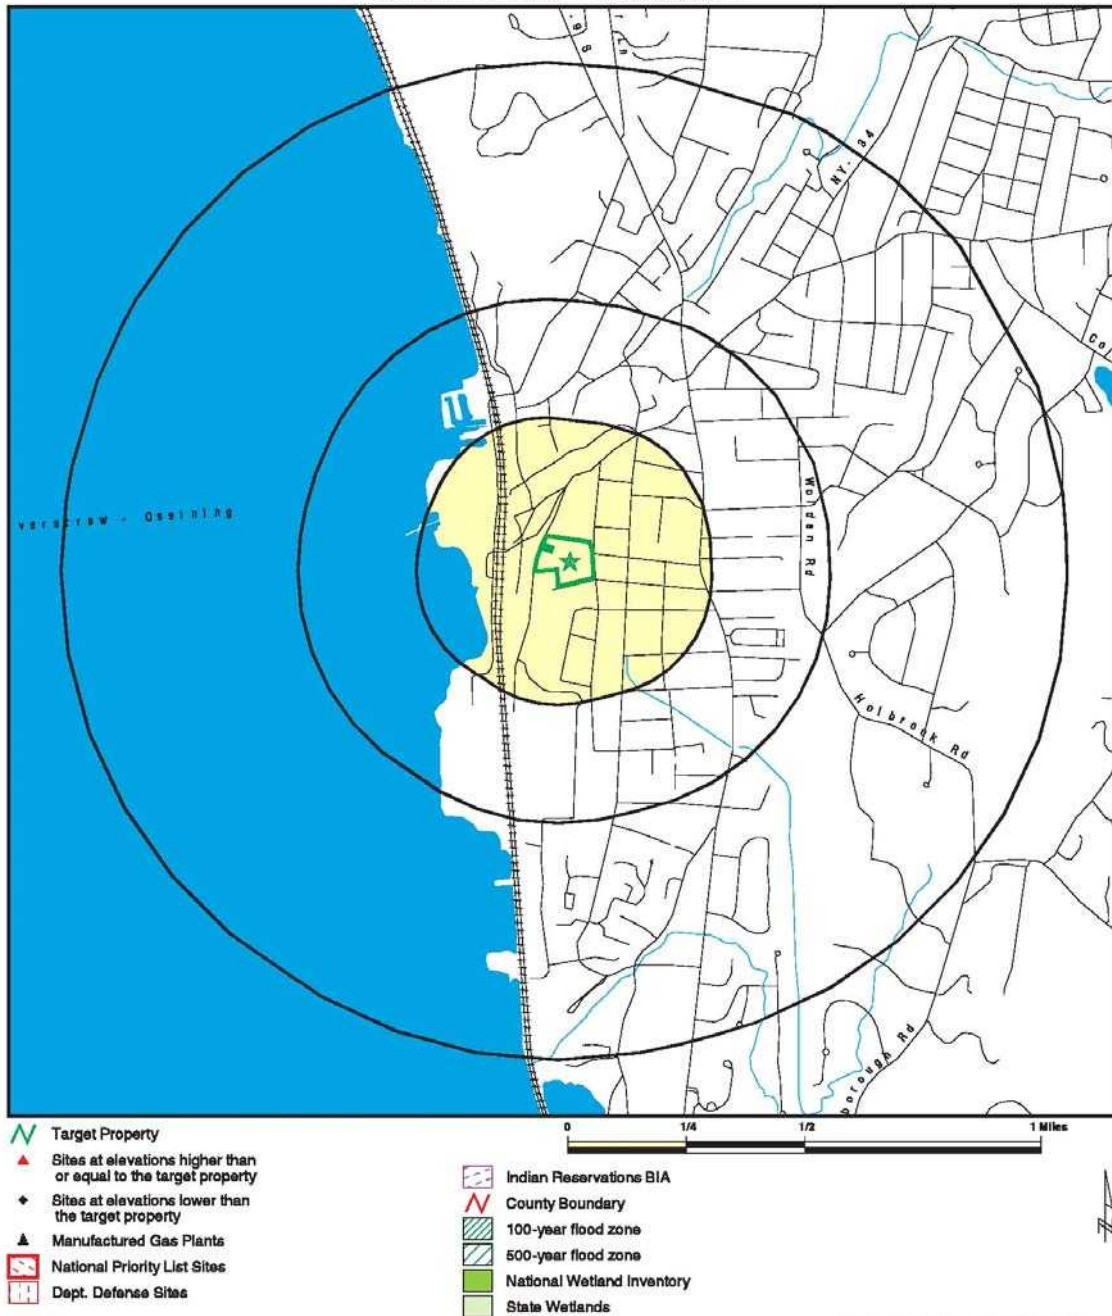 NY- 34
Col
verstraw - Ossining
Walden Rd
Holbrook Rd
borough Rd
Target Property
Sites at elevations higher than
or equal to the target property
Sites at elevations lower than
the target property
Manufactured Gas Plants
National Priority List Sites
Dept. Defense Sites
0 1/4 1/2 1 Miles
Indian Reservations BIA
County Boundary
100-year flood zone
500-year flood zone
National Wetland Inventory
State Wetlands